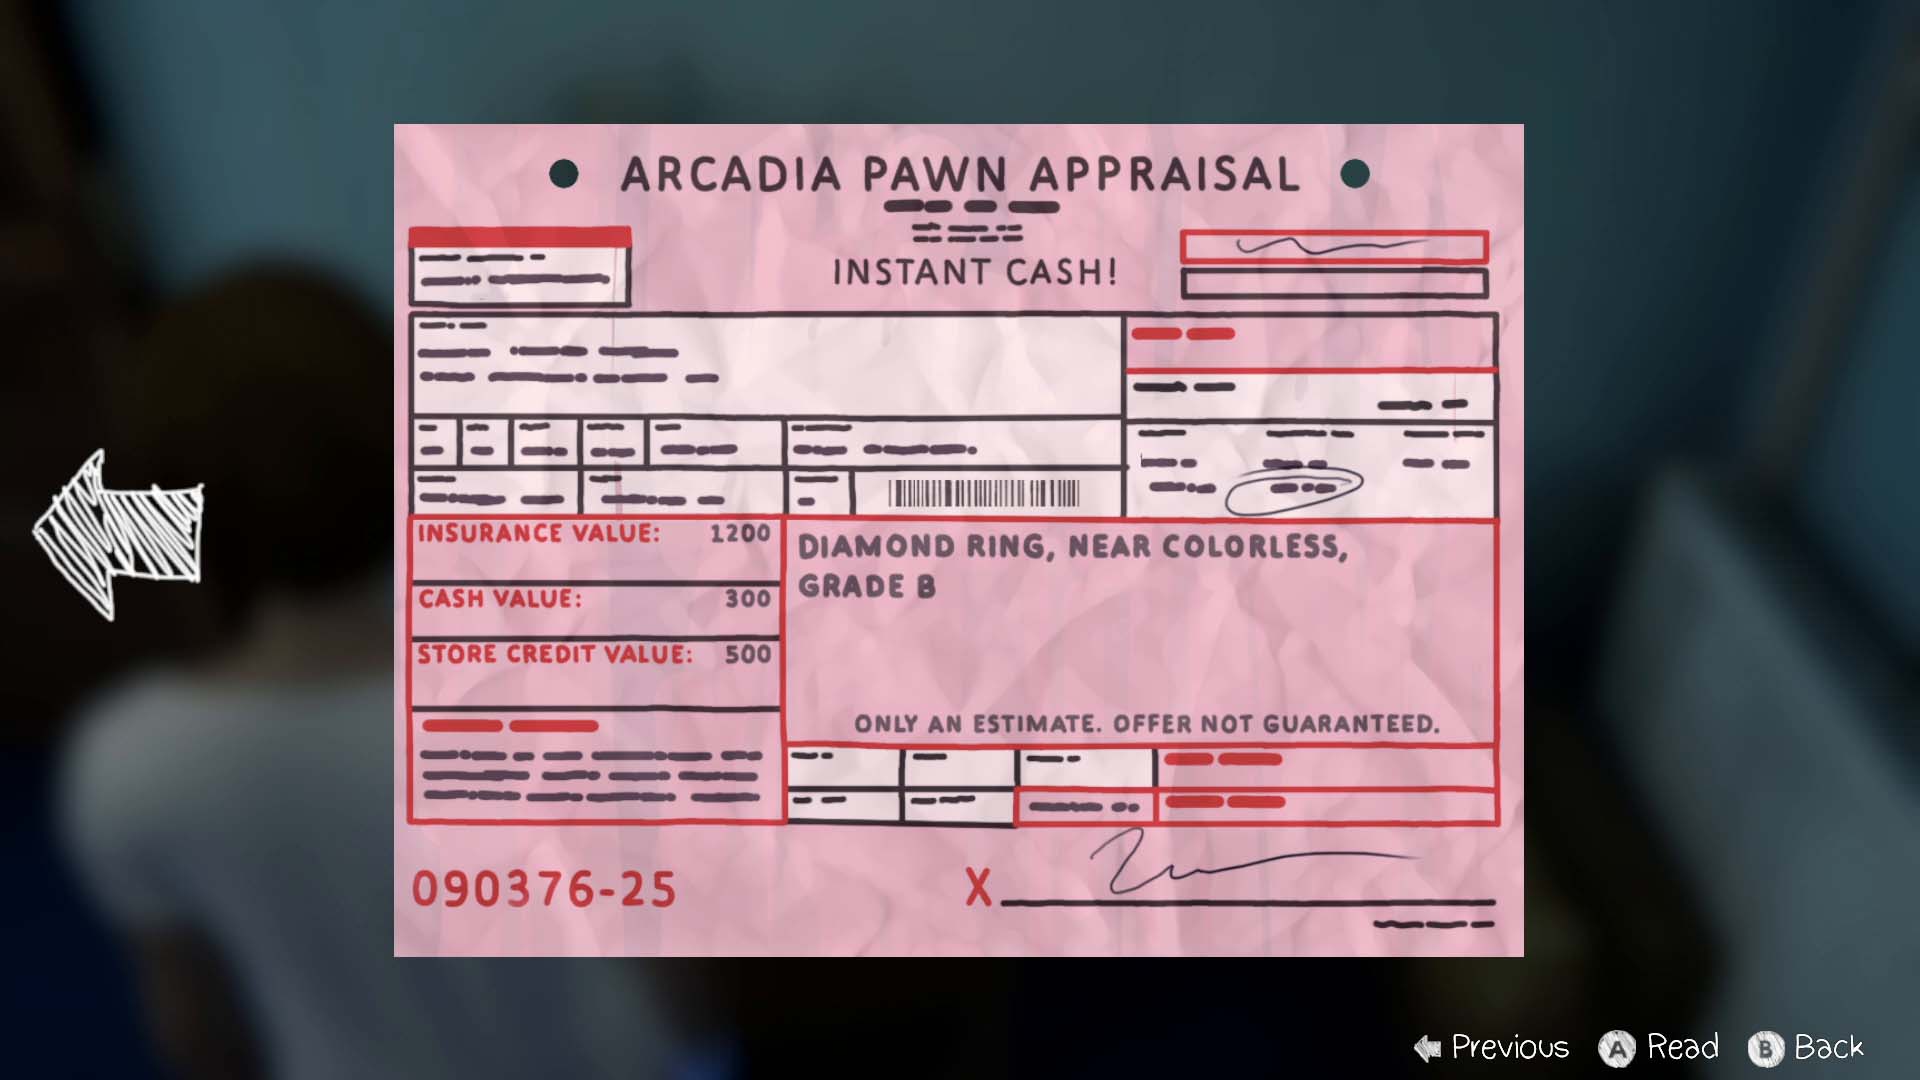 ARCADIA PAWN APPRAISAL
INSTANT CASH!
INSURANCE VALUE: 1200
CASH VALUE: 300
STORE CREDIT VALUE: 500
DIAMOND RING, NEAR COLORLESS,
GRADE B
ONLY AN ESTIMATE. OFFER NOT GUARANTEED.
090376-25
X
Previous A Read B Back